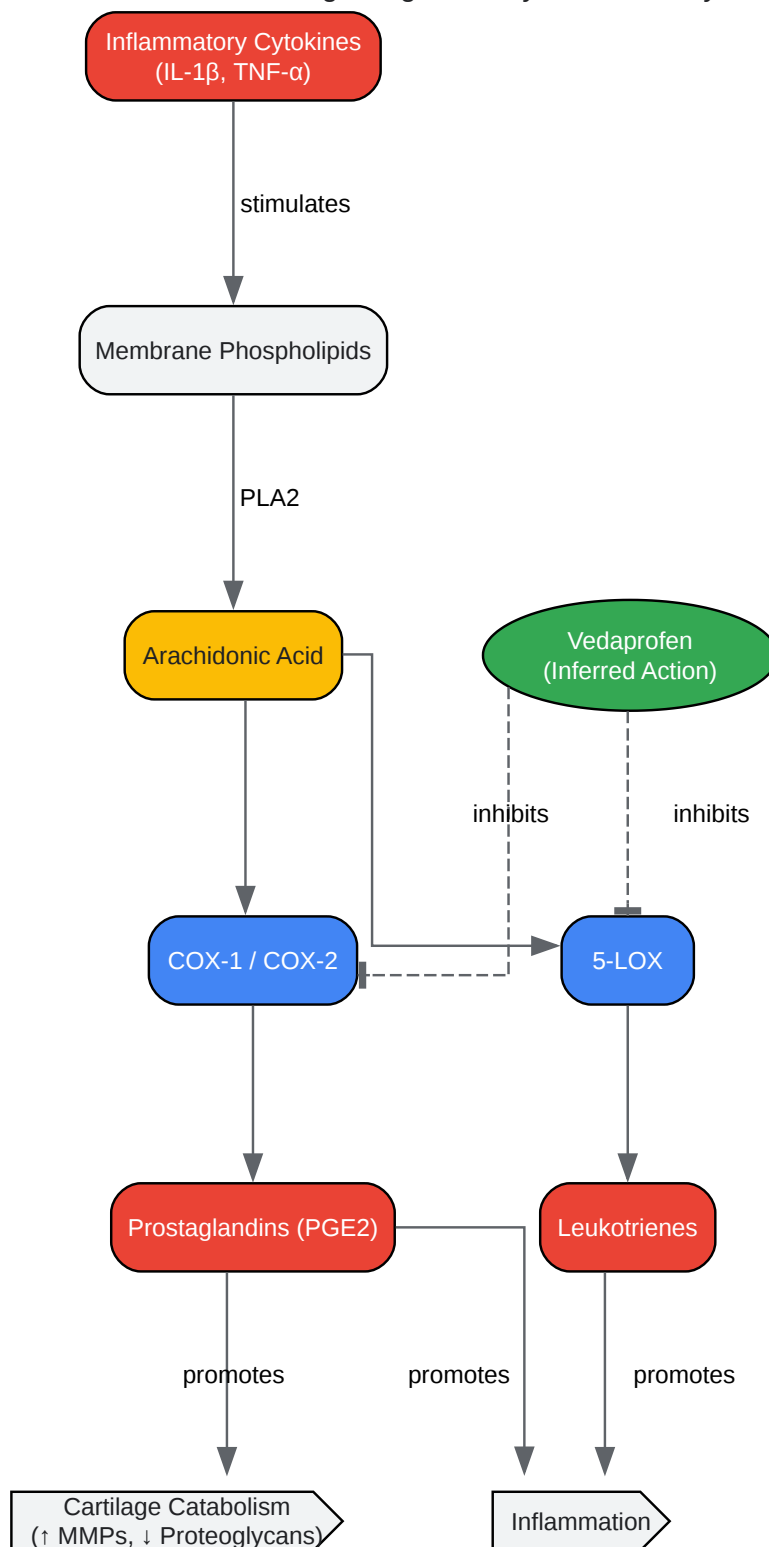 Inflammatory Cytokines
(IL-1β, TNF-α)
stimulates
Membrane Phospholipids
PLA2
Arachidonic Acid
Vedaprofen
(Inferred Action)
inhibits
inhibits
COX-1 / COX-2
5-LOX
Prostaglandins (PGE2)
Leukotrienes
promotes
promotes
promotes
Cartilage Catabolism
(↑ MMPs, ↓ Proteoglycans)
Inflammation